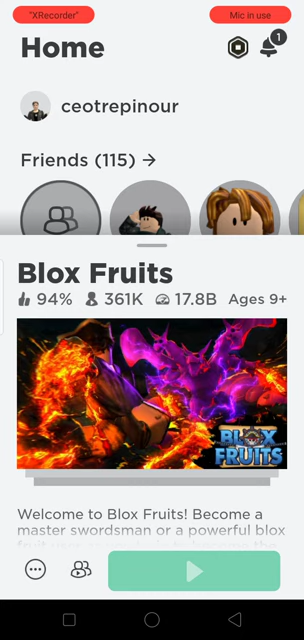 "XRecorder"
Mic in use
Home
1
ceotrepinour
Friends (115) →
Blox Fruits
94% 361K 17.8B Ages 9+
BLOX
FRUITS
Welcome to Blox Fruits! Become a
master swordsman or a powerful blox